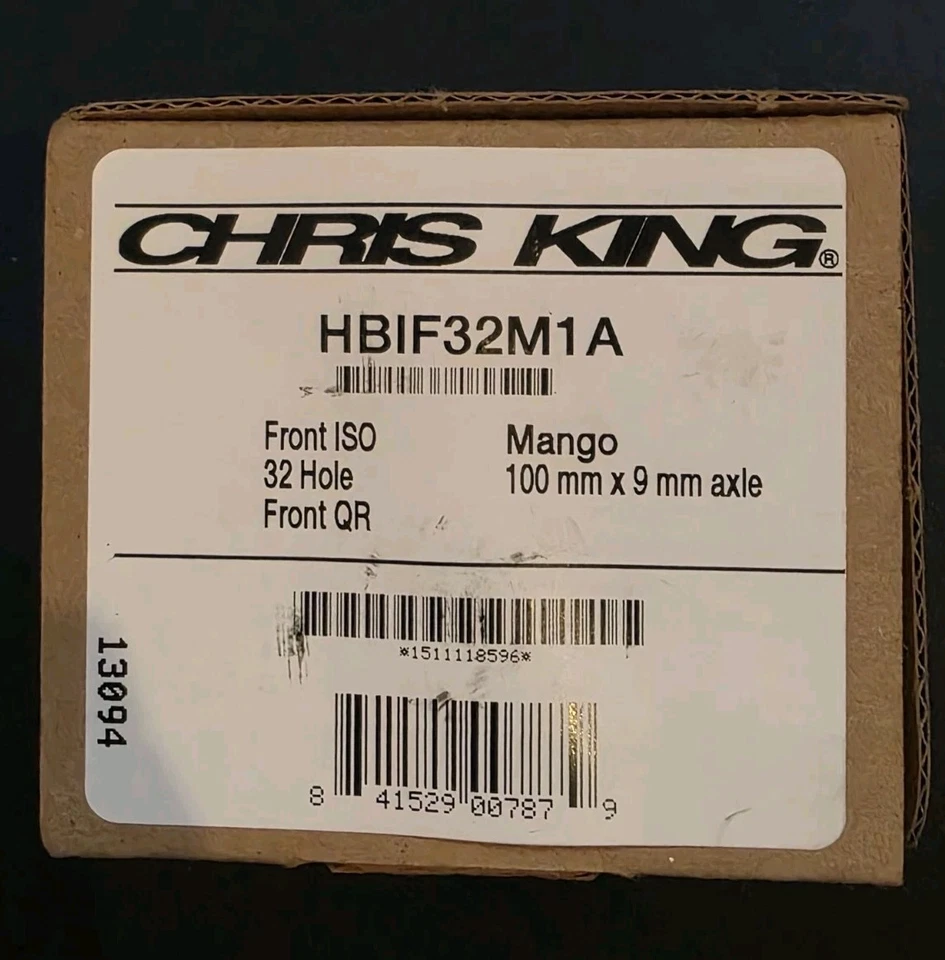 CHRIS KING®
HBIF32M1A
Front ISO Mango
32 Hole 100 mm x 9 mm axle
Front QR
*1511118596*
13094
8 41529 00787 9